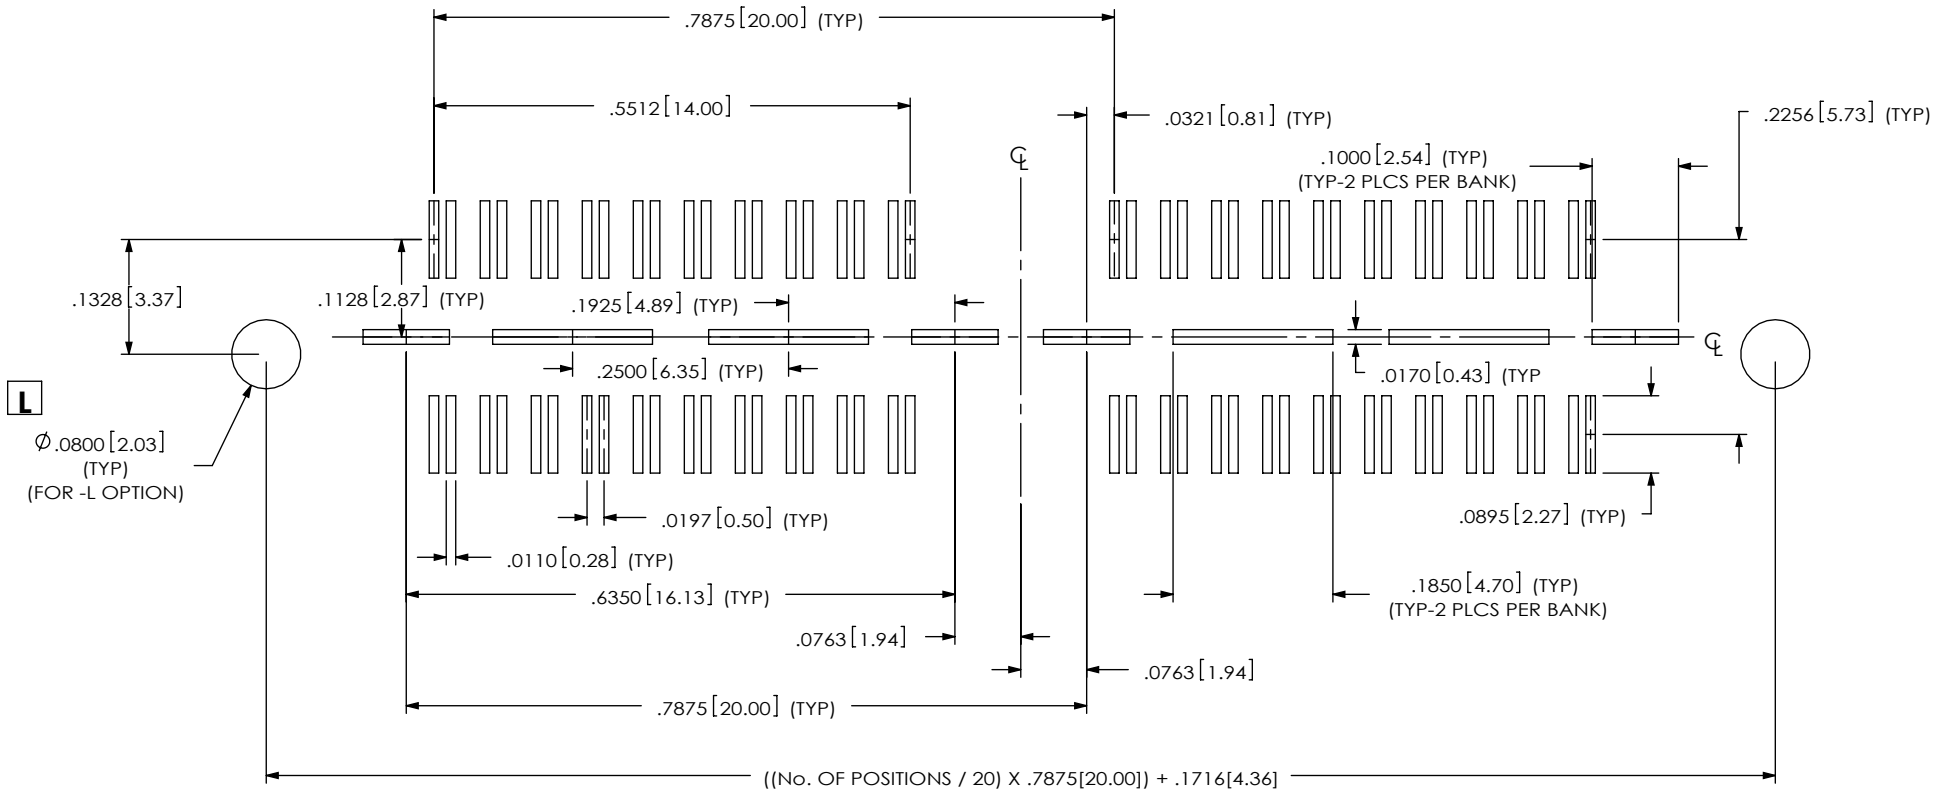 .7875[20.00] (TYP)
.5512[14.00]
.0321[0.81] (TYP)
.2256[5.73] (TYP)
℄
.1000[2.54] (TYP)
(TYP-2 PLCS PER BANK)
.1328[3.37]
.1128[2.87] (TYP)
.1925[4.89] (TYP)
℄
.2500[6.35] (TYP)
.0170[0.43] (TYP
L
Ø.0800[2.03]
(TYP)
(FOR -L OPTION)
.0197[0.50] (TYP)
.0895[2.27] (TYP)
.0110[0.28] (TYP)
.6350[16.13] (TYP)
.1850[4.70] (TYP)
(TYP-2 PLCS PER BANK)
.0763[1.94]
.0763[1.94]
.7875[20.00] (TYP)
((No. OF POSITIONS / 20) X .7875[20.00]) + .1716[4.36]